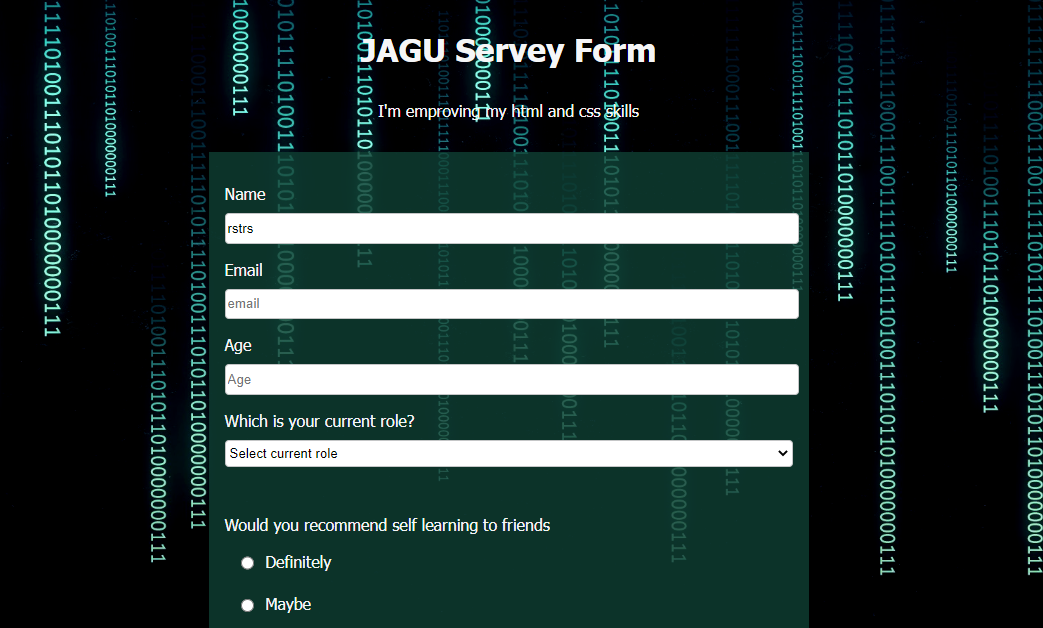 JAGU Servey Form
I'm emproving my html and css skills
Name
rstrs
Email
email
Age
Age
Which is your current role?
Select current role
Would you recommend self learning to friends
Definitely
Maybe